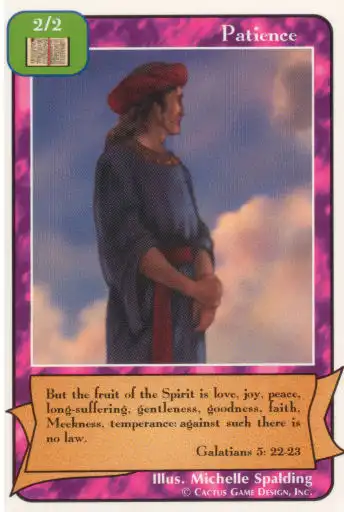 2/2
Patience
But the fruit of the Spirit is love, joy, peace,
long-suffering, gentleness, goodness, faith,
Meekness, temperance: against such there is
no law.
Galatians 5: 22-23
Illus. Michelle Spalding
© Cactus Game Design, Inc.